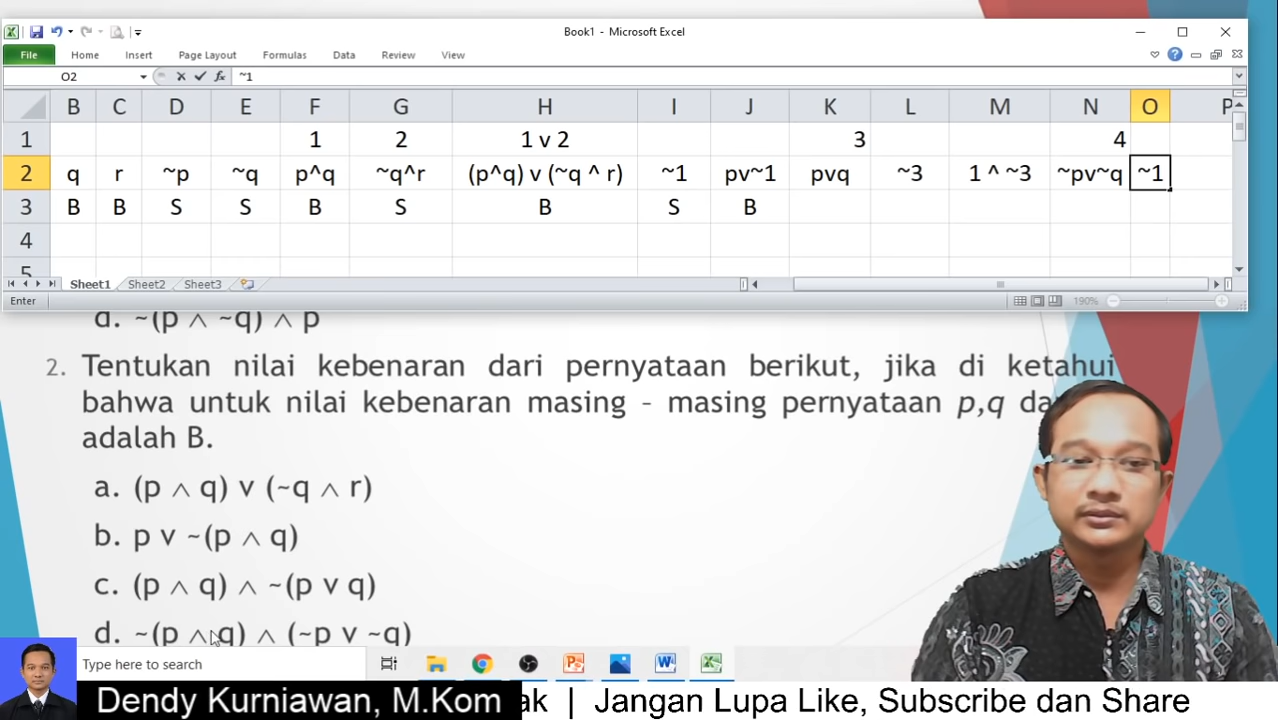 Book1 - Microsoft Excel
File Home Insert Page Layout Formulas Data Review View
O2 fx ~1
B C D E F G H I J K L M N O P
1 1 2 1 v 2 3 4
2 q r ~p ~q p^q ~q^r (p^q) v (~q ^ r) ~1 pv~1 pvq ~3 1 ^ ~3 ~pv~q ~1
3 B B S S B S B S B
4
5
Sheet1 Sheet2 Sheet3
Enter 190%
d. ~(p ∧ ~q) ∧ p
2. Tentukan nilai kebenaran dari pernyataan berikut, jika di ketahui
bahwa untuk nilai kebenaran masing – masing pernyataan p,q
adalah B.
a. (p ∧ q) v (~q ∧ r)
b. p v ~(p ∧ q)
c. (p ∧ q) ∧ ~(p v q)
d. ~(p ∧ q) ∧ (~p v ~q)
Type here to search
Dendy Kurniawan, M.Kom | Jangan Lupa Like, Subscribe dan Share